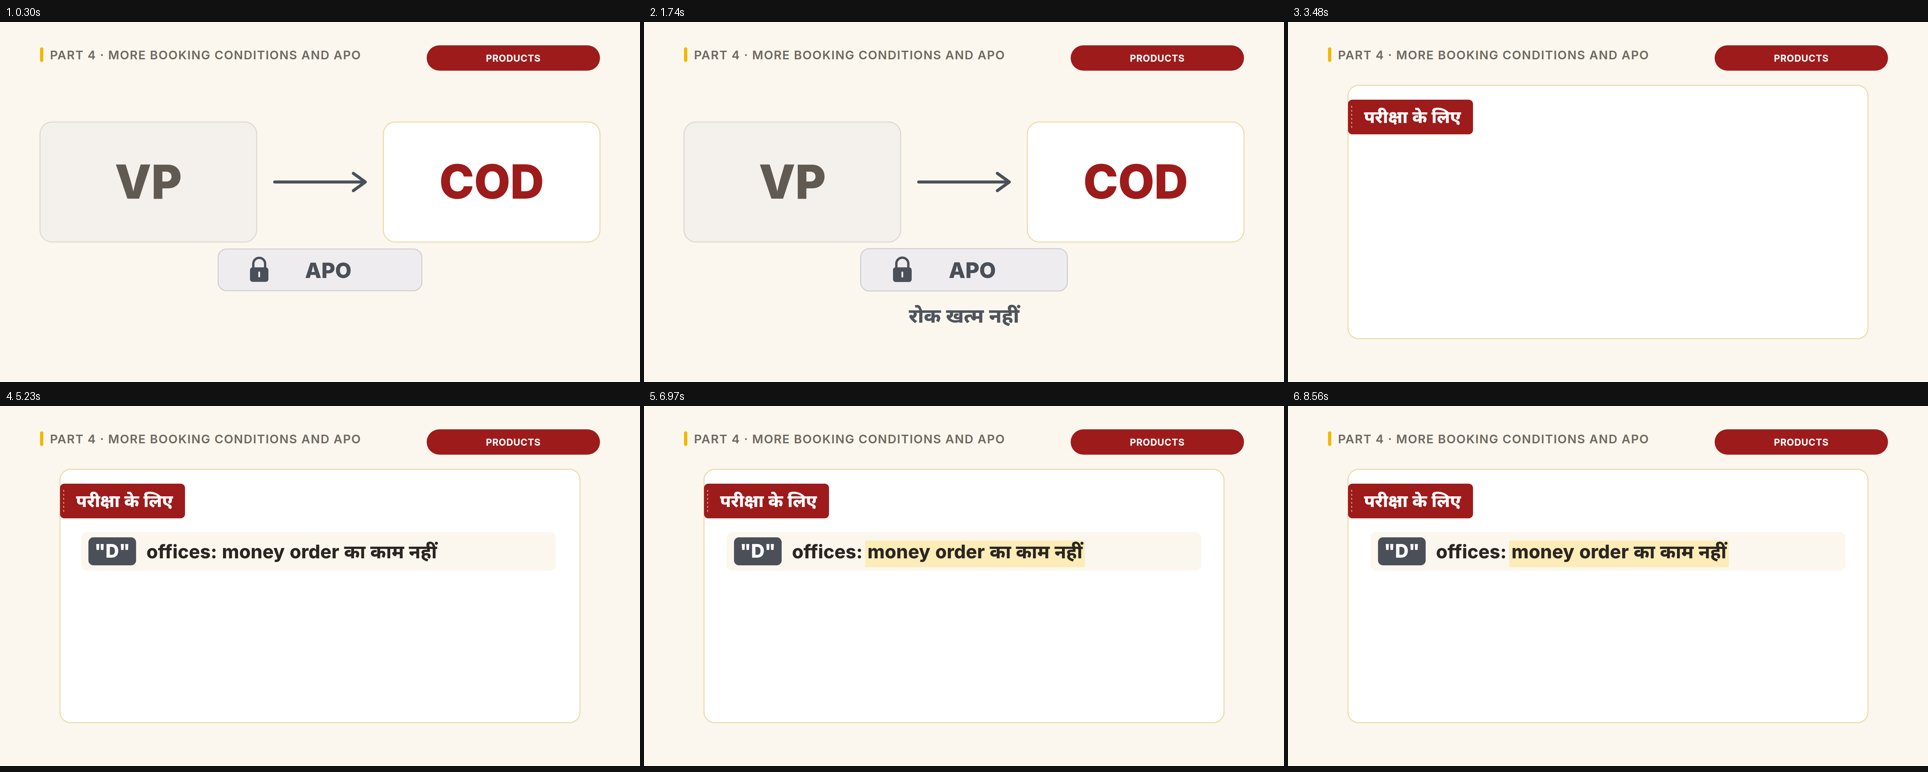 1. 0.30s
PART 4 · MORE BOOKING CONDITIONS AND APO
PRODUCTS
VP
COD
APO
2. 1.74s
PART 4 · MORE BOOKING CONDITIONS AND APO
PRODUCTS
VP
COD
APO
रोक खत्म नहीं
3. 3.48s
PART 4 · MORE BOOKING CONDITIONS AND APO
PRODUCTS
परीक्षा के लिए
4. 5.23s
PART 4 · MORE BOOKING CONDITIONS AND APO
PRODUCTS
परीक्षा के लिए
"D" offices: money order का काम नहीं
5. 6.97s
PART 4 · MORE BOOKING CONDITIONS AND APO
PRODUCTS
परीक्षा के लिए
"D" offices: money order का काम नहीं
6. 8.56s
PART 4 · MORE BOOKING CONDITIONS AND APO
PRODUCTS
परीक्षा के लिए
"D" offices: money order का काम नहीं